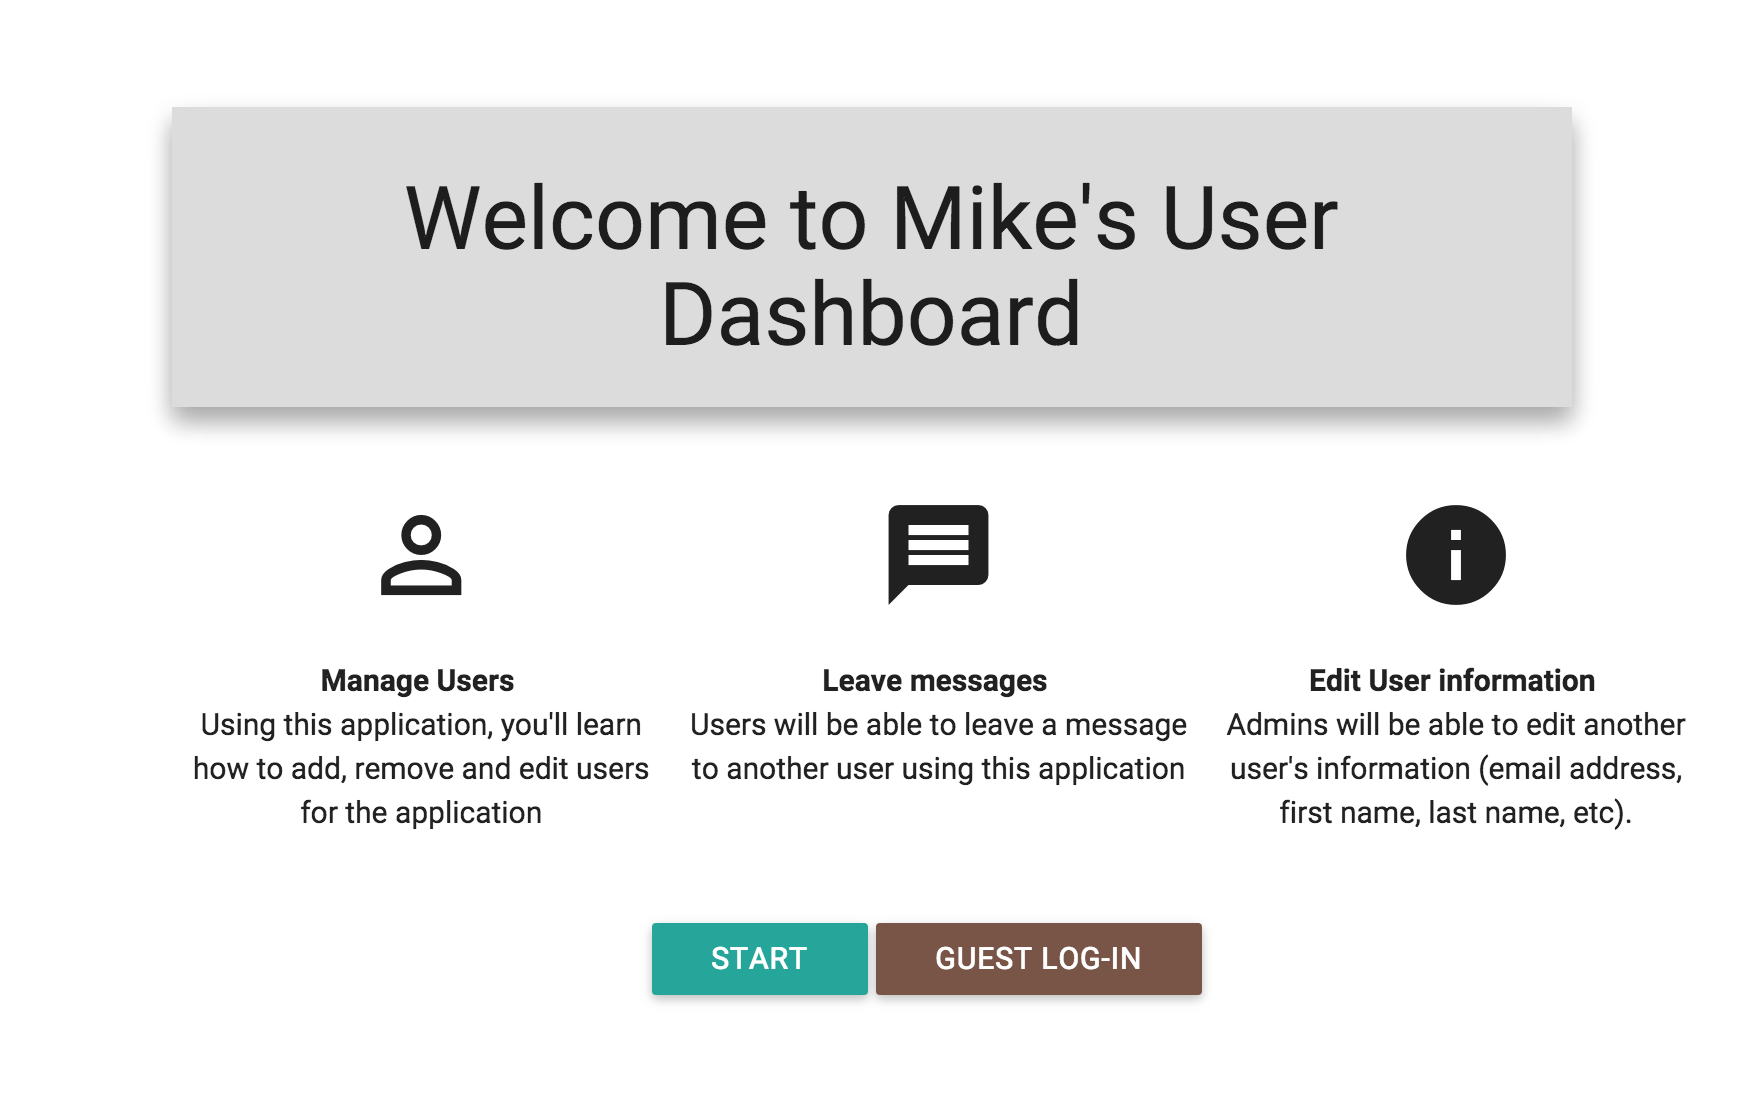 Welcome to Mike's User
Dashboard
Manage Users
Using this application, you'll learn
how to add, remove and edit users
for the application
Leave messages
Users will be able to leave a message
to another user using this application
Edit User information
Admins will be able to edit another
user's information (email address,
first name, last name, etc).
START
GUEST LOG-IN